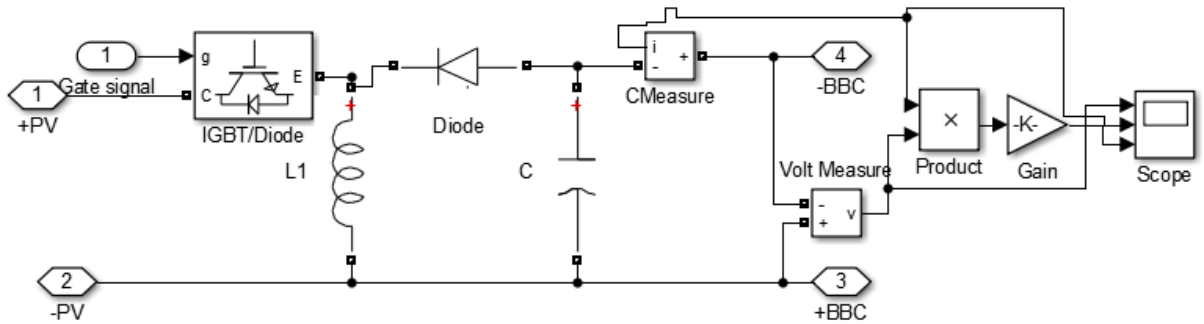 1
Gate signal
1
+PV
g
C
E
IGBT/Diode
+
L1
Diode
+
C
i
-
+
CMeasure
4
-BBC
Volt Measure
-
+
v
×
Product
-K-
Gain
Scope
2
-PV
3
+BBC